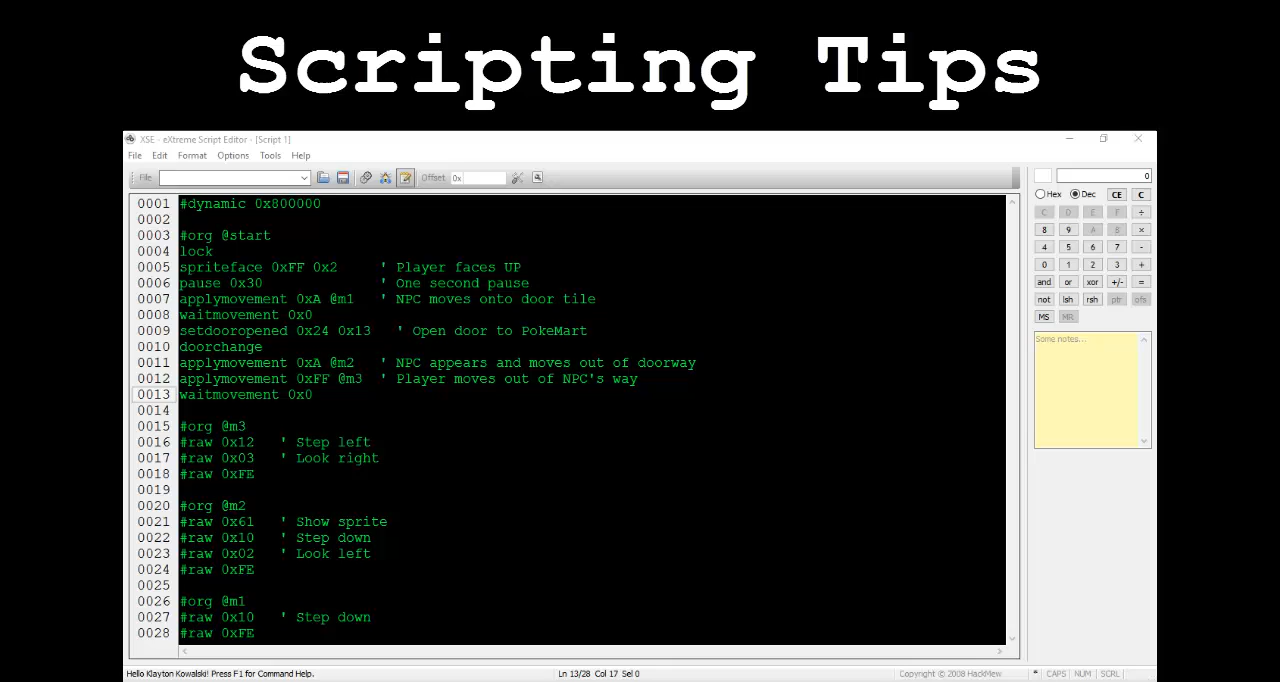 Scripting Tips
XSE - eXtreme Script Editor - [Script 1]
File Edit Format Options Tools Help
File Offset 0x
0
Hex Dec CE C
C D E F ÷
8 9 A B ×
4 5 6 7 -
0 1 2 3 +
and or xor +/- =
not lsh rsh ptr ofs
MS MR
Some notes...
0001 #dynamic 0x800000
0002
0003 #org @start
0004 lock
0005 spriteface 0xFF 0x2 ' Player faces UP
0006 pause 0x30 ' One second pause
0007 applymovement 0xA @m1 ' NPC moves onto door tile
0008 waitmovement 0x0
0009 setdooropened 0x24 0x13 ' Open door to PokeMart
0010 doorchange
0011 applymovement 0xA @m2 ' NPC appears and moves out of doorway
0012 applymovement 0xFF @m3 ' Player moves out of NPC's way
0013 waitmovement 0x0
0014
0015 #org @m3
0016 #raw 0x12 ' Step left
0017 #raw 0x03 ' Look right
0018 #raw 0xFE
0019
0020 #org @m2
0021 #raw 0x61 ' Show sprite
0022 #raw 0x10 ' Step down
0023 #raw 0x02 ' Look left
0024 #raw 0xFE
0025
0026 #org @m1
0027 #raw 0x10 ' Step down
0028 #raw 0xFE
Hello Klayton Kowalski! Press F1 for Command Help. Ln 13/28 Col 17 Sel 0 Copyright © 2008 HackMew * CAPS NUM SCRL